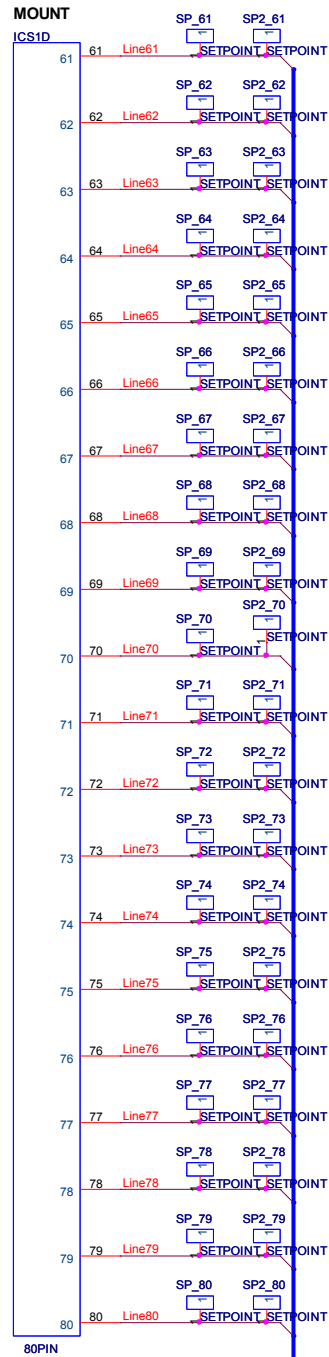 MOUNT
ICS1D
SP_61 SP2_61
61 61 Line61 SETPOINT SETPOINT
SP_62 SP2_62
62 62 Line62 SETPOINT SETPOINT
SP_63 SP2_63
63 63 Line63 SETPOINT SETPOINT
SP_64 SP2_64
64 64 Line64 SETPOINT SETPOINT
SP_65 SP2_65
65 65 Line65 SETPOINT SETPOINT
SP_66 SP2_66
66 66 Line66 SETPOINT SETPOINT
SP_67 SP2_67
67 67 Line67 SETPOINT SETPOINT
SP_68 SP2_68
68 68 Line68 SETPOINT SETPOINT
SP_69 SP2_69
69 69 Line69 SETPOINT SETPOINT
SP_70 SP2_70
70 70 Line70 SETPOINT SETPOINT
SP_71 SP2_71
71 71 Line71 SETPOINT SETPOINT
SP_72 SP2_72
72 72 Line72 SETPOINT SETPOINT
SP_73 SP2_73
73 73 Line73 SETPOINT SETPOINT
SP_74 SP2_74
74 74 Line74 SETPOINT SETPOINT
SP_75 SP2_75
75 75 Line75 SETPOINT SETPOINT
SP_76 SP2_76
76 76 Line76 SETPOINT SETPOINT
SP_77 SP2_77
77 77 Line77 SETPOINT SETPOINT
SP_78 SP2_78
78 78 Line78 SETPOINT SETPOINT
SP_79 SP2_79
79 79 Line79 SETPOINT SETPOINT
SP_80 SP2_80
80 80 Line80 SETPOINT SETPOINT
80PIN